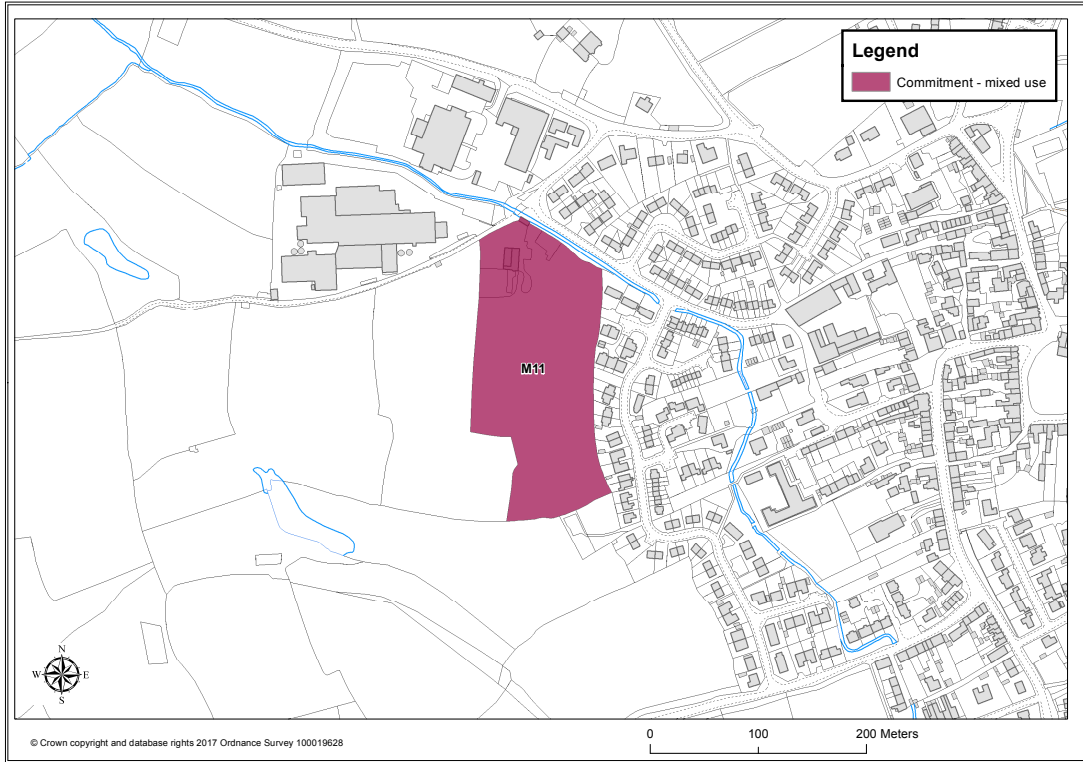 Legend
Commitment - mixed use
M11
N
W E
S
0 100 200 Meters
© Crown copyright and database rights 2017 Ordnance Survey 100019628